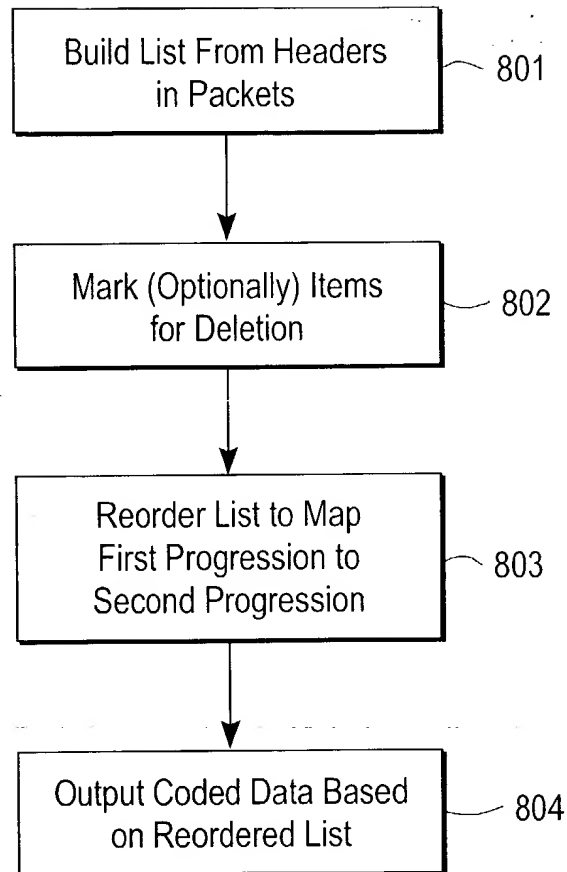 Build List From Headers
in Packets
801
Mark (Optionally) Items
for Deletion
802
Reorder List to Map
First Progression to
Second Progression
803
Output Coded Data Based
on Reordered List
804